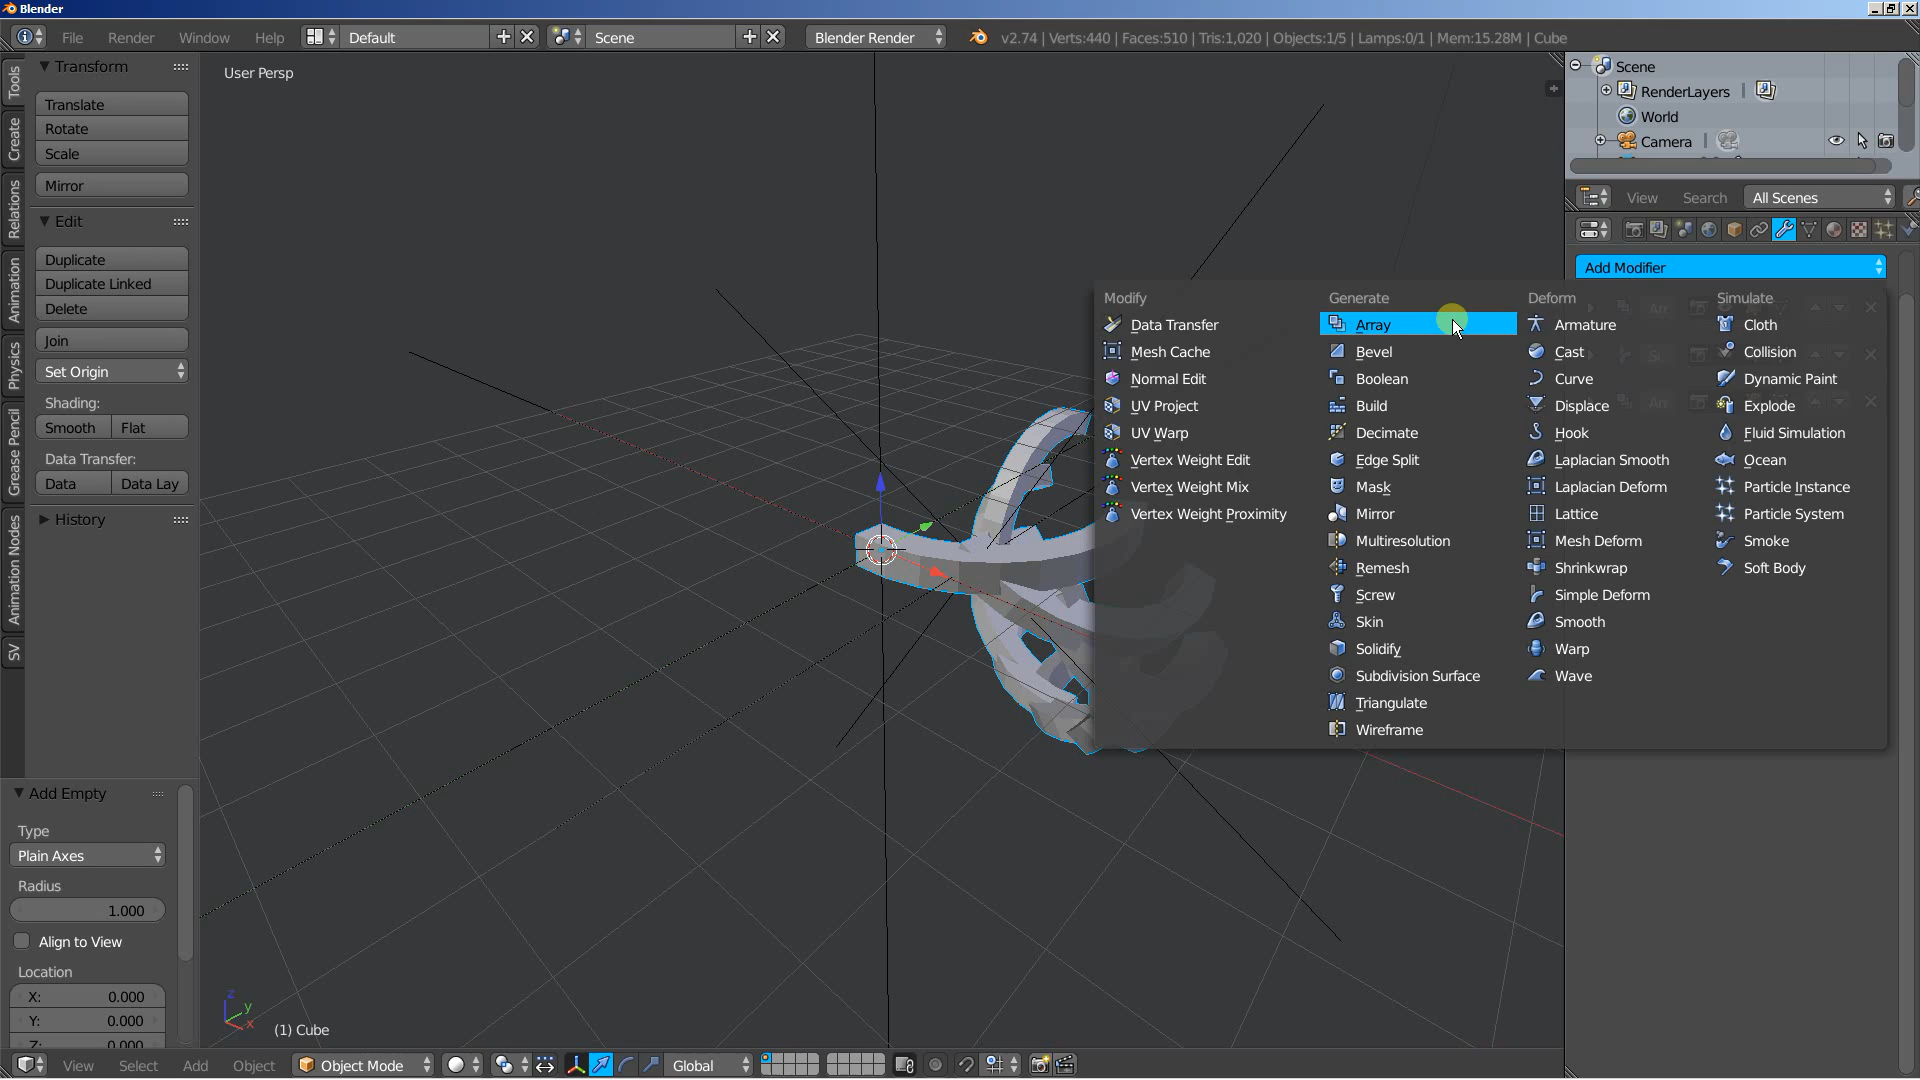 Blender
File Render Window Help Default Scene Blender Render v2.74 | Verts:440 | Faces:510 | Tris:1,020 | Objects:1/5 | Lamps:0/1 | Mem:15.28M | Cube
Tools
Create
Relations
Animation
Physics
Grease Pencil
Animation Nodes
SV
Transform
Translate
Rotate
Scale
Mirror
Edit
Duplicate
Duplicate Linked
Delete
Join
Set Origin
Shading:
Smooth Flat
Data Transfer:
Data Data Lay
History
Add Empty
Type
Plain Axes
Radius
1.000
Align to View
Location
X: 0.000
Y: 0.000
Z: 0.000
User Persp
z
y
x
(1) Cube
Scene
RenderLayers
World
Camera
View Search All Scenes
Add Modifier
Modify
Data Transfer
Mesh Cache
Normal Edit
UV Project
UV Warp
Vertex Weight Edit
Vertex Weight Mix
Vertex Weight Proximity
Generate
Array
Bevel
Boolean
Build
Decimate
Edge Split
Mask
Mirror
Multiresolution
Remesh
Screw
Skin
Solidify
Subdivision Surface
Triangulate
Wireframe
Deform
Armature
Cast
Curve
Displace
Hook
Laplacian Smooth
Laplacian Deform
Lattice
Mesh Deform
Shrinkwrap
Simple Deform
Smooth
Warp
Wave
Simulate
Cloth
Collision
Dynamic Paint
Explode
Fluid Simulation
Ocean
Particle Instance
Particle System
Smoke
Soft Body
Arr
Si
Arr
View Select Add Object Object Mode Global